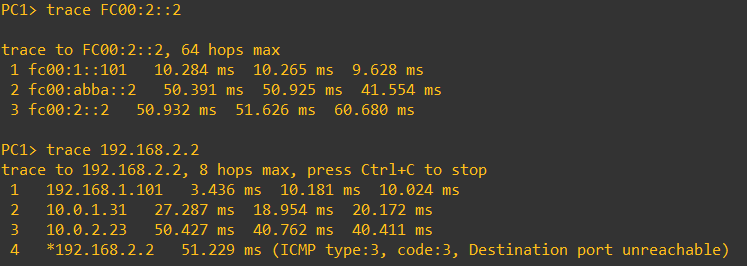 PC1> trace FC00:2::2
trace to FC00:2::2, 64 hops max
1 fc00:1::101 10.284 ms 10.265 ms 9.628 ms
2 fc00:abba::2 50.391 ms 50.925 ms 41.554 ms
3 fc00:2::2 50.932 ms 51.626 ms 60.680 ms
PC1> trace 192.168.2.2
trace to 192.168.2.2, 8 hops max, press Ctrl+C to stop
1 192.168.1.101 3.436 ms 10.181 ms 10.024 ms
2 10.0.1.31 27.287 ms 18.954 ms 20.172 ms
3 10.0.2.23 50.427 ms 40.762 ms 40.411 ms
4 *192.168.2.2 51.229 ms (ICMP type:3, code:3, Destination port unreachable)